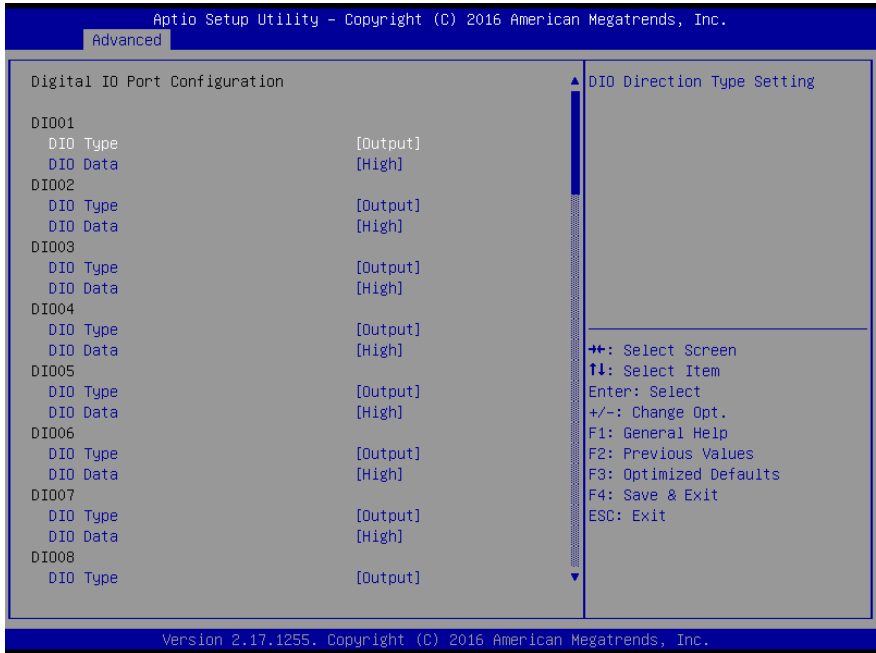 Aptio Setup Utility – Copyright (C) 2016 American Megatrends, Inc.
Advanced
Digital IO Port Configuration
DIO01
DIO Type [Output]
DIO Data [High]
DIO02
DIO Type [Output]
DIO Data [High]
DIO03
DIO Type [Output]
DIO Data [High]
DIO04
DIO Type [Output]
DIO Data [High]
DIO05
DIO Type [Output]
DIO Data [High]
DIO06
DIO Type [Output]
DIO Data [High]
DIO07
DIO Type [Output]
DIO Data [High]
DIO08
DIO Type [Output]
DIO Direction Type Setting
→←: Select Screen
↑↓: Select Item
Enter: Select
+/-: Change Opt.
F1: General Help
F2: Previous Values
F3: Optimized Defaults
F4: Save & Exit
ESC: Exit
Version 2.17.1255. Copyright (C) 2016 American Megatrends, Inc.